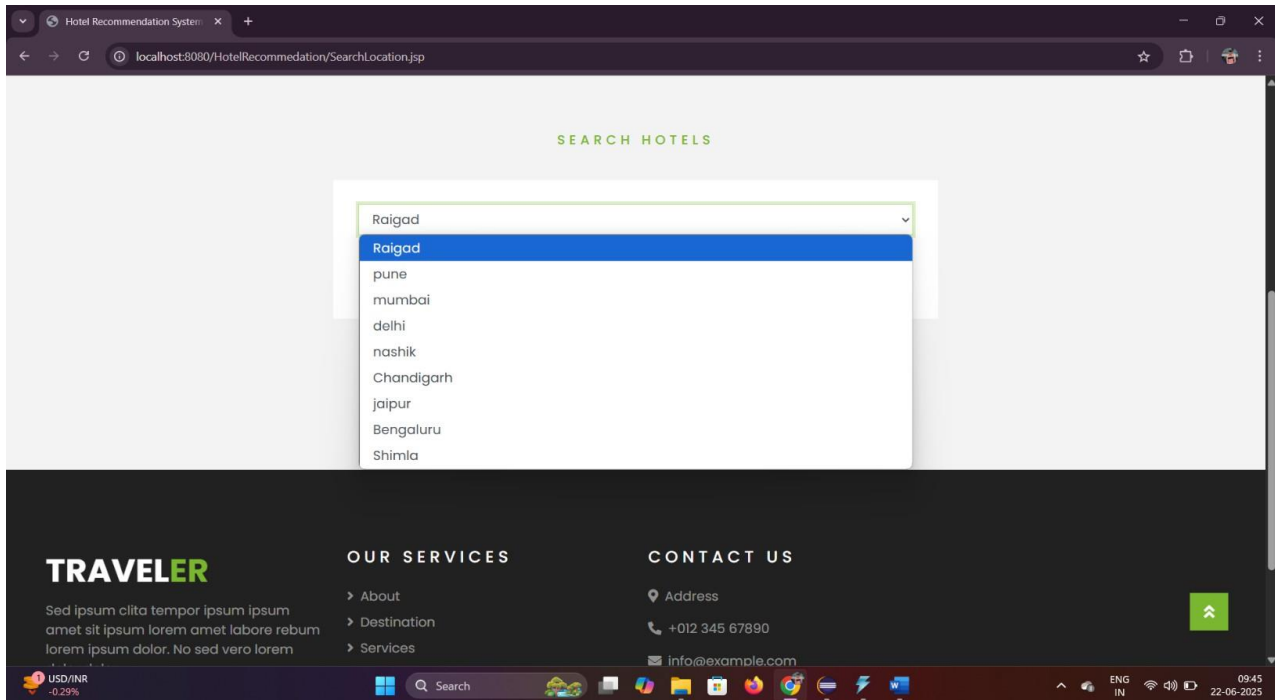 Hotel Recommendation System
localhost:8080/HotelRecommedation/SearchLocation.jsp
SEARCH HOTELS
Raigad
Raigad
pune
mumbai
delhi
nashik
Chandigarh
jaipur
Bengaluru
Shimla
TRAVELER
Sed ipsum clita tempor ipsum ipsum
amet sit ipsum lorem amet labore rebum
lorem ipsum dolor. No sed vero lorem
OUR SERVICES
About
Destination
Services
CONTACT US
Address
+012 345 67890
info@example.com
1
USD/INR
-0.29%
Search
ENG
IN
09:45
22-06-2025